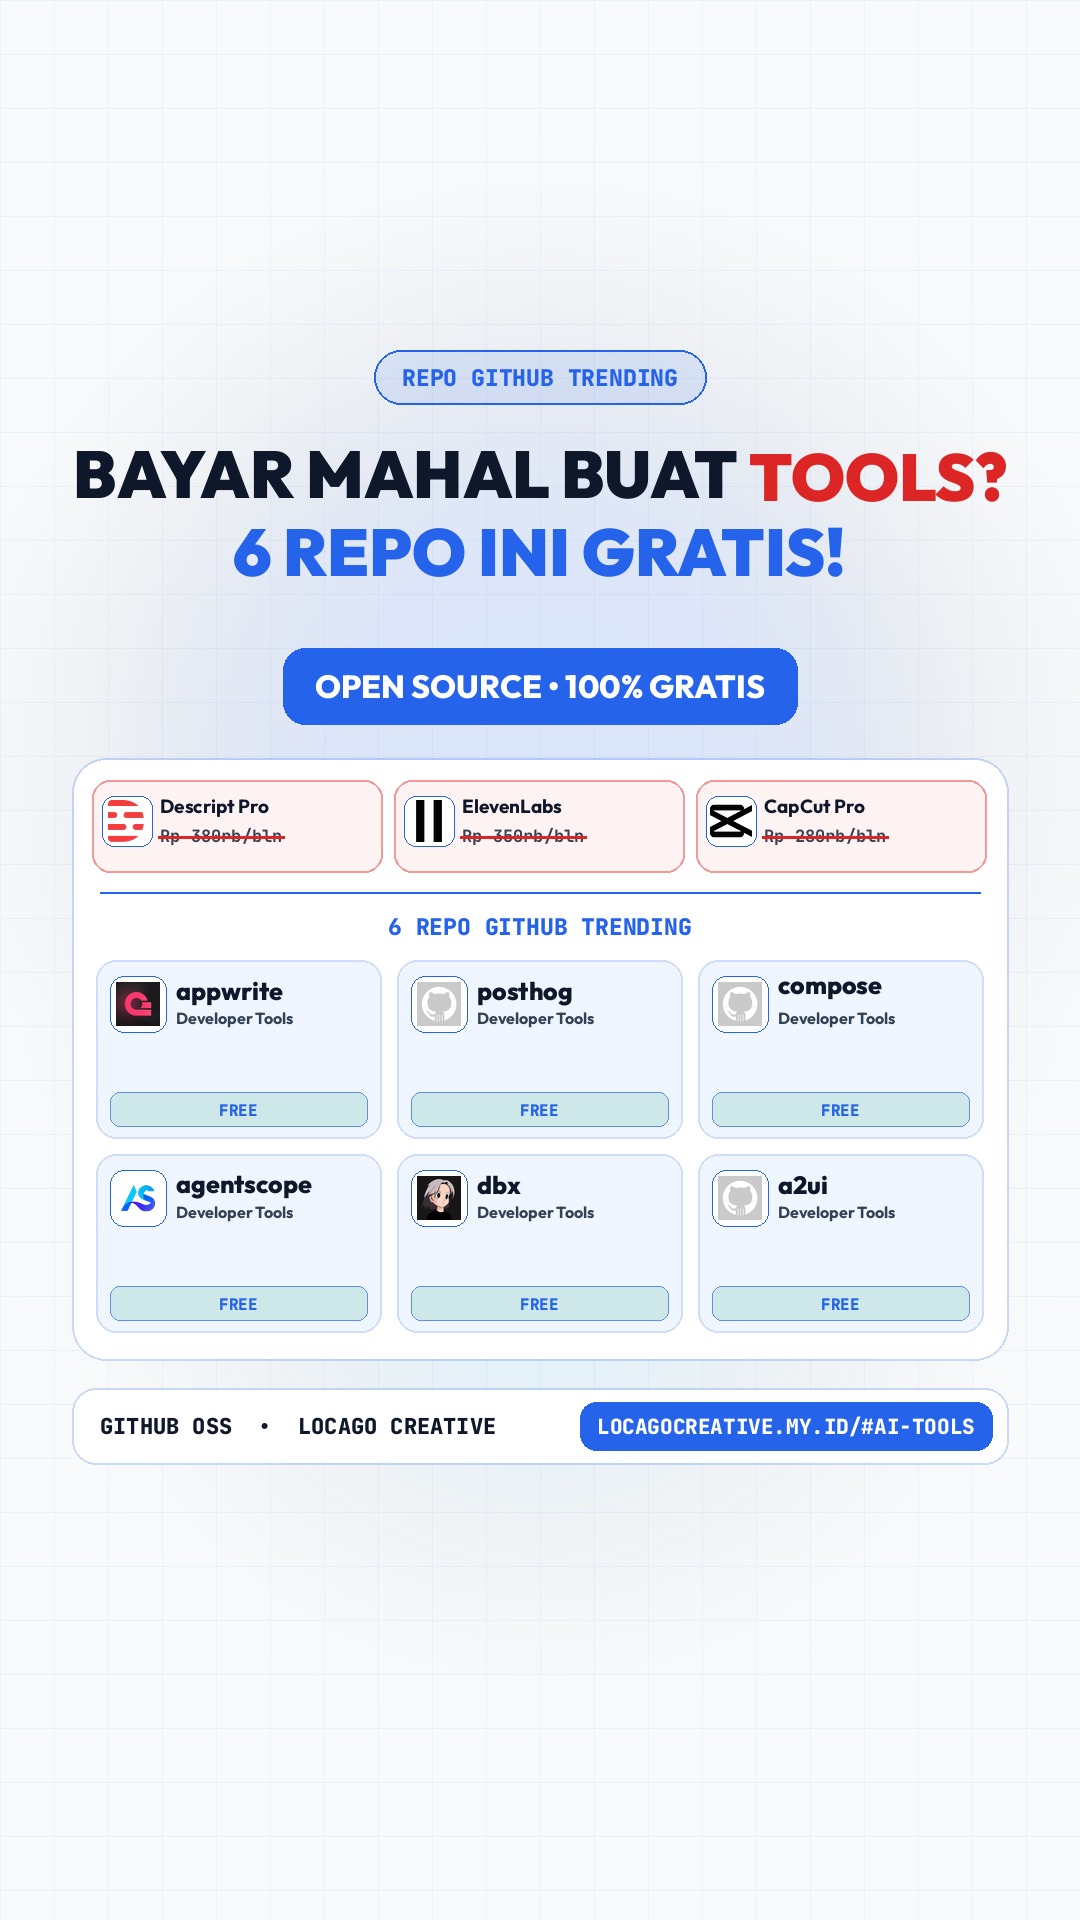 REPO GITHUB TRENDING
BAYAR MAHAL BUAT TOOLS?
6 REPO INI GRATIS!
OPEN SOURCE • 100% GRATIS
Descript Pro
Rp 380rb/bln
ElevenLabs
Rp 350rb/bln
CapCut Pro
Rp 280rb/bln
6 REPO GITHUB TRENDING
appwrite
Developer Tools
FREE
posthog
Developer Tools
FREE
compose
Developer Tools
FREE
agentscope
Developer Tools
FREE
dbx
Developer Tools
FREE
a2ui
Developer Tools
FREE
GITHUB OSS • LOCAGO CREATIVE
LOCAGOCREATIVE.MY.ID/#AI-TOOLS